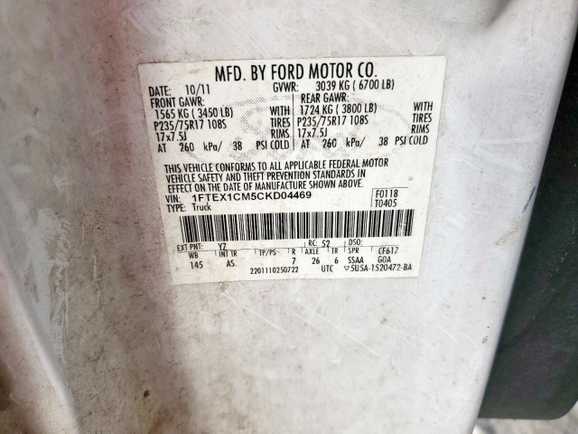 MFD. BY FORD MOTOR CO.
DATE: 10/11 GVWR: 3039 KG ( 6700 LB)
FRONT GAWR: REAR GAWR:
1565 KG ( 3450 LB) WITH 1724 KG ( 3800 LB) WITH
P235/75R17 108S TIRES P235/75R17 108S TIRES
17x7.5J RIMS 17x7.5J RIMS
AT 260 kPa/ 38 PSI COLD AT 260 kPa/ 38 PSI COLD
THIS VEHICLE CONFORMS TO ALL APPLICABLE FEDERAL MOTOR
VEHICLE SAFETY AND THEFT PREVENTION STANDARDS IN EFFECT
ON THE DATE OF MANUFACTURE SHOWN ABOVE.
VIN: 1FTEX1CM5CKD04469 F0118
TYPE: Truck T0405
EXT PNT: YZ RC: 52 DSO:
WB INT TR TP/PS R AXLE TR SPR CF617
145 AS. 7 26 6 SSAA GOA
2201110250722 UTC 5USA-1520472-BA